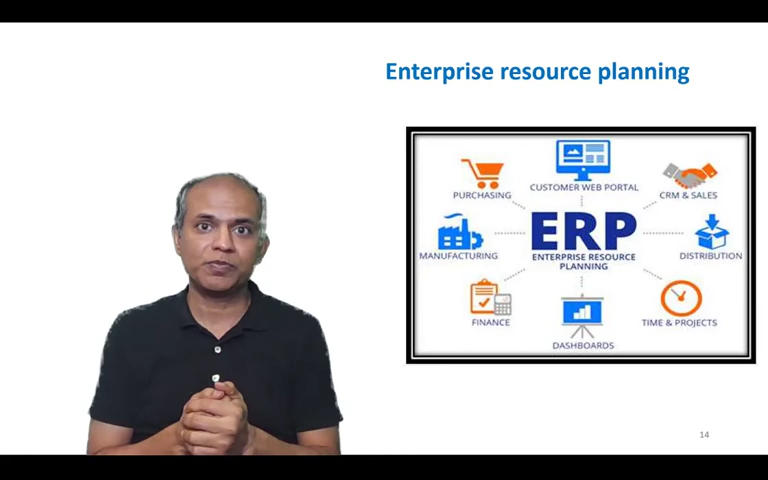 Enterprise resource planning
CUSTOMER WEB PORTAL
PURCHASING
CRM & SALES
ERP
ENTERPRISE RESOURCE
PLANNING
MANUFACTURING
DISTRIBUTION
FINANCE
TIME & PROJECTS
DASHBOARDS
14